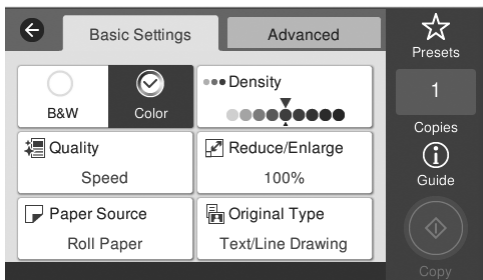 Basic Settings
Advanced
Presets
B&W
Color
Density
1
Copies
Quality
Speed
Reduce/Enlarge
100%
Guide
Paper Source
Roll Paper
Original Type
Text/Line Drawing
Copy